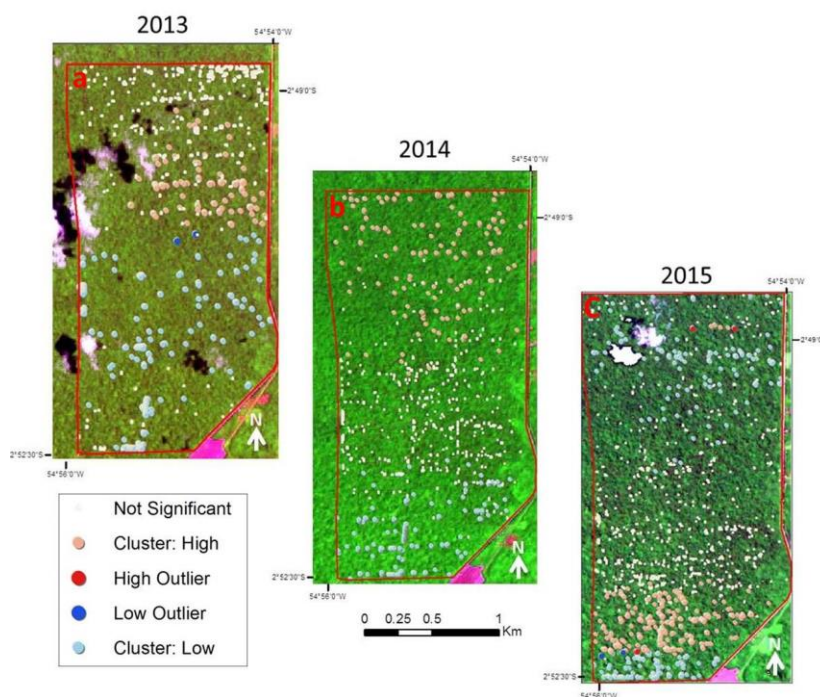 2013
54°54'0"W
a
2°49'0"S
N
2°52'30"S
54°56'0"W
2014
54°54'0"W
b
2°49'0"S
N
2°52'30"S
54°56'0"W
2015
54°54'0"W
c
2°49'0"S
N
2°52'30"S
54°56'0"W
Not Significant
Cluster: High
High Outlier
Low Outlier
Cluster: Low
0 0.25 0.5 1
Km